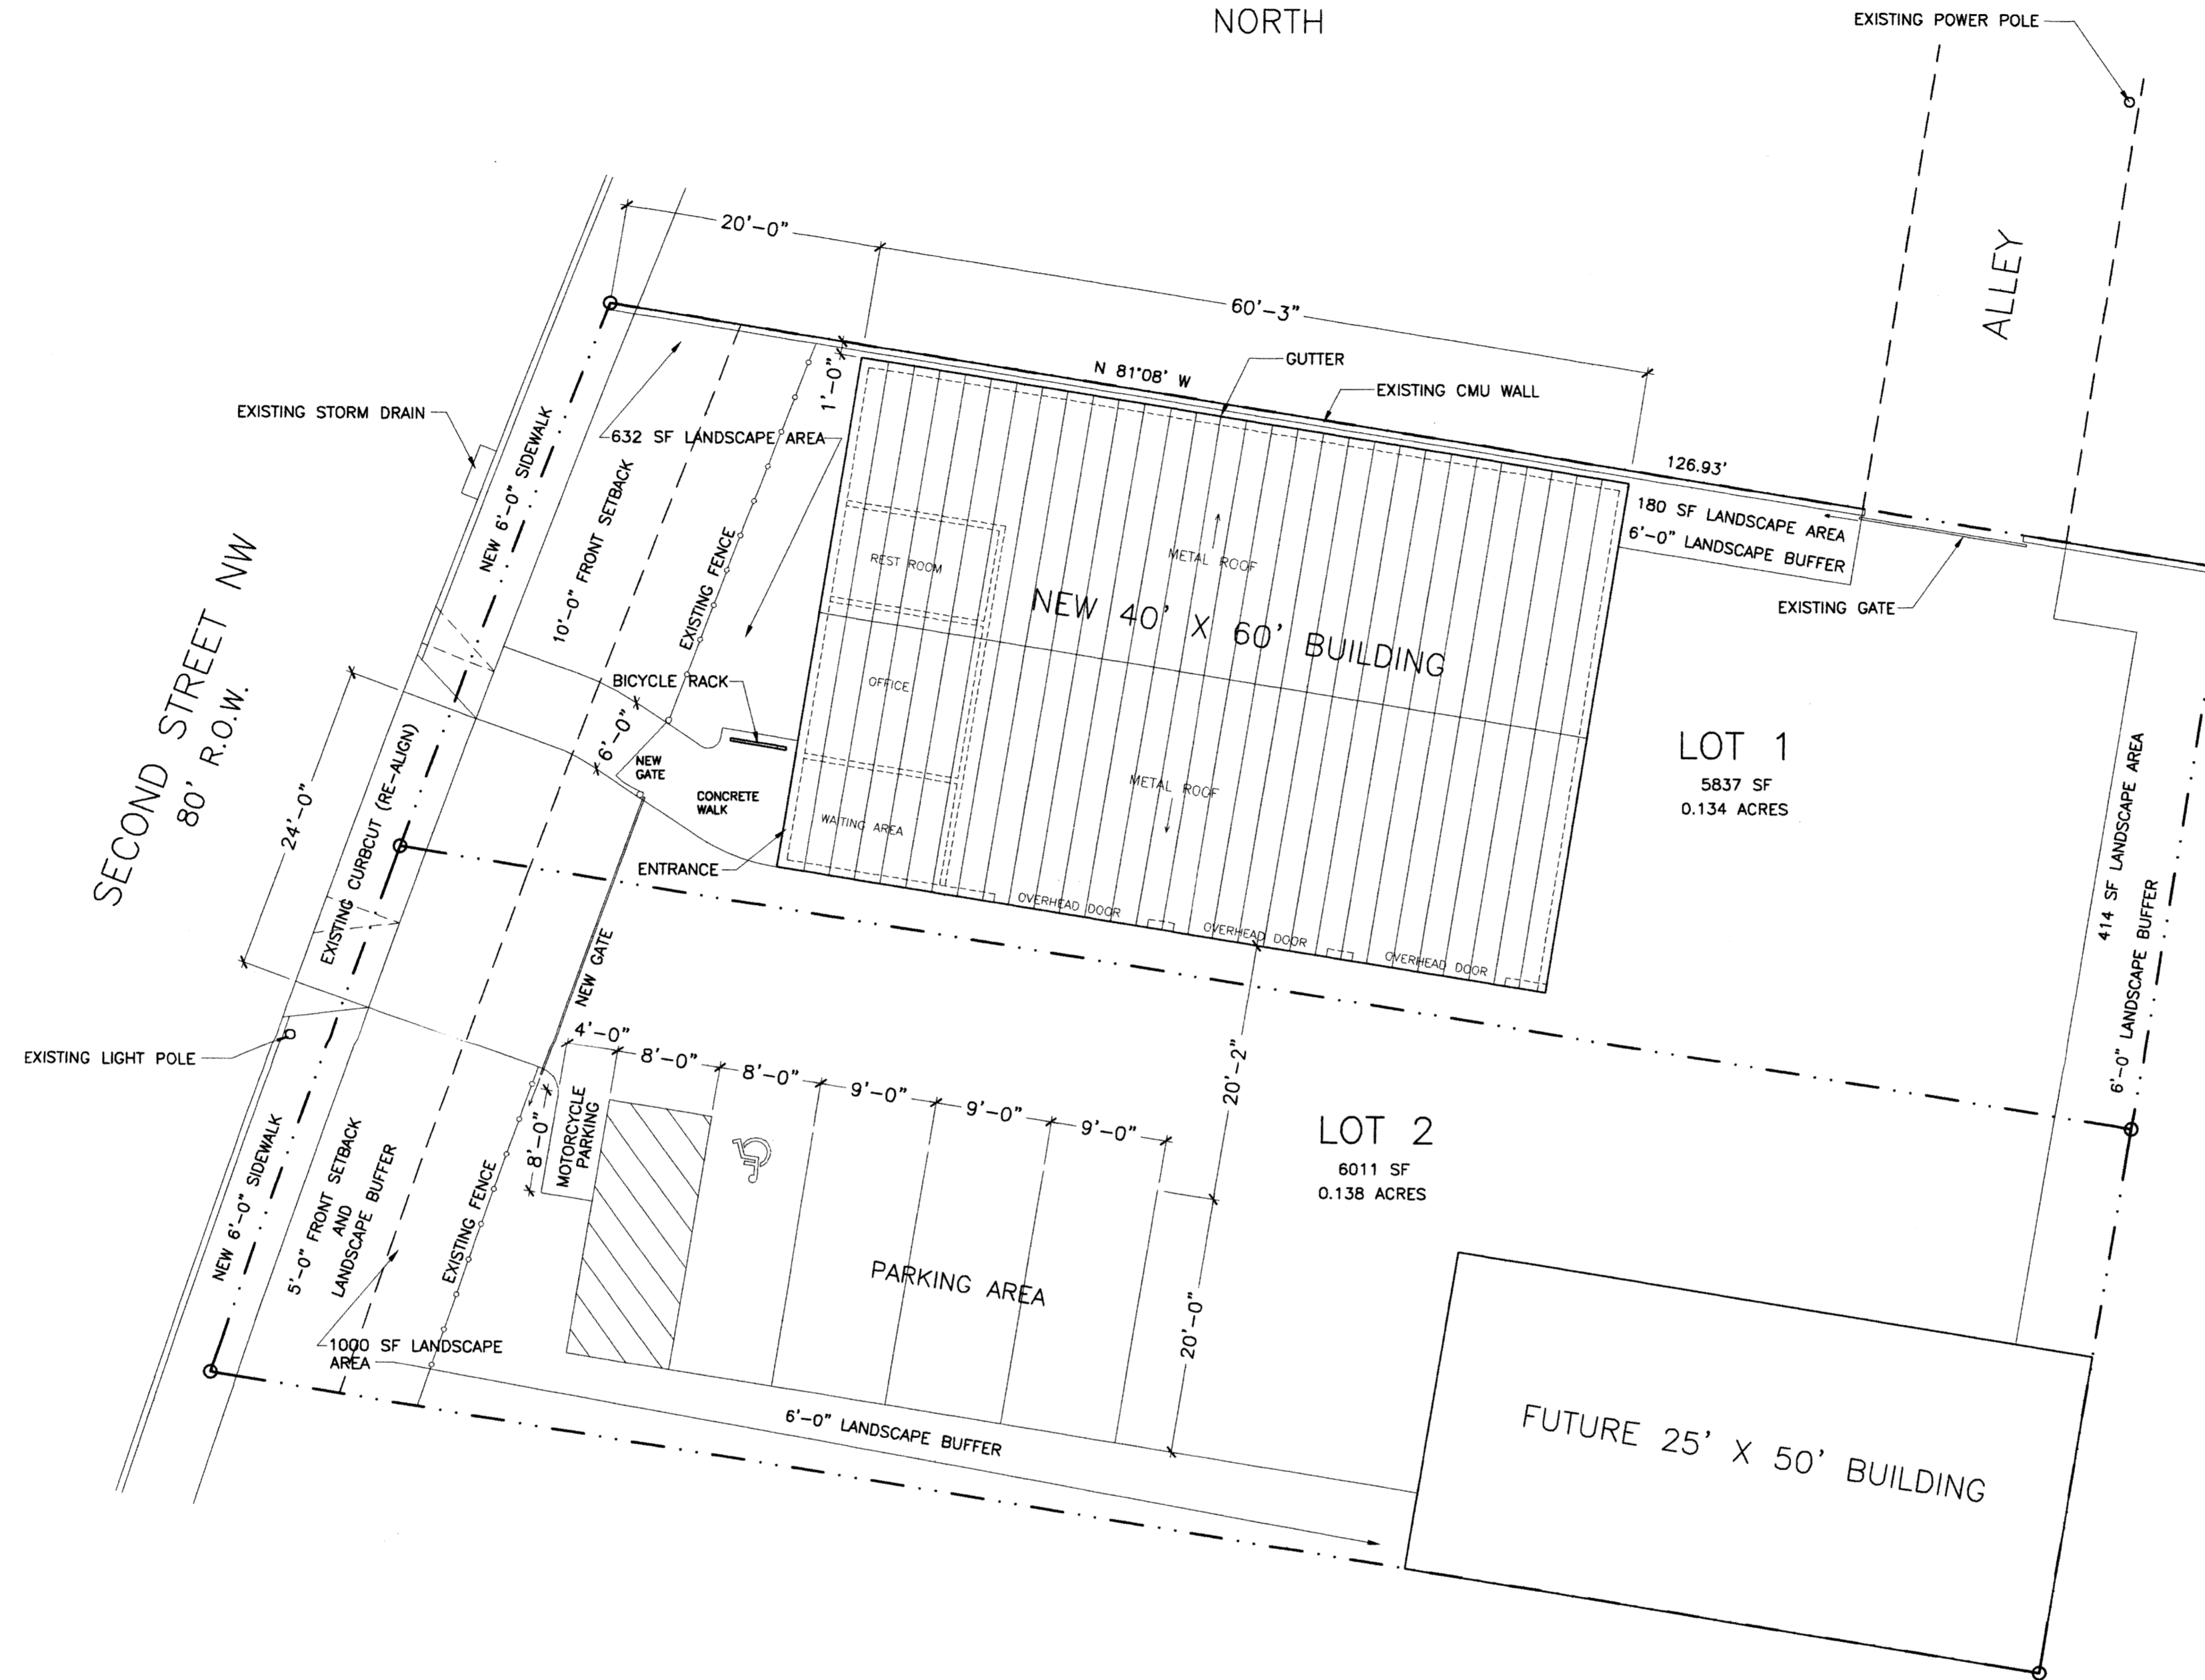 NORTH
EXISTING POWER POLE
20'-0"
60'-3"
ALLEY
GUTTER
N 81°08' W
EXISTING CMU WALL
1'-0"
EXISTING STORM DRAIN
632 SF LANDSCAPE AREA
126.93'
NEW 6'-0" SIDEWALK
10'-0" FRONT SETBACK
EXISTING FENCE
180 SF LANDSCAPE AREA
6'-0" LANDSCAPE BUFFER
EXISTING GATE
REST ROOM
METAL ROOF
NEW 40' X 60' BUILDING
SECOND STREET NW
80' R.O.W.
BICYCLE RACK
OFFICE
6'-0"
NEW
GATE
CONCRETE
WALK
METAL ROOF
WAITING AREA
LOT 1
5837 SF
0.134 ACRES
24'-0"
EXISTING CURBCUT (RE-ALIGN)
ENTRANCE
OVERHEAD DOOR
OVERHEAD DOOR
OVERHEAD DOOR
414 SF LANDSCAPE AREA
6'-0" LANDSCAPE BUFFER
NEW GATE
EXISTING LIGHT POLE
4'-0"
8'-0"
8'-0"
9'-0"
9'-0"
9'-0"
20'-2"
8'-0"
MOTORCYCLE
PARKING
LOT 2
6011 SF
0.138 ACRES
NEW 6'-0" SIDEWALK
5'-0" FRONT SETBACK
AND
LANDSCAPE BUFFER
EXISTING FENCE
PARKING AREA
20'-0"
1000 SF LANDSCAPE
AREA
6'-0" LANDSCAPE BUFFER
FUTURE 25' X 50' BUILDING